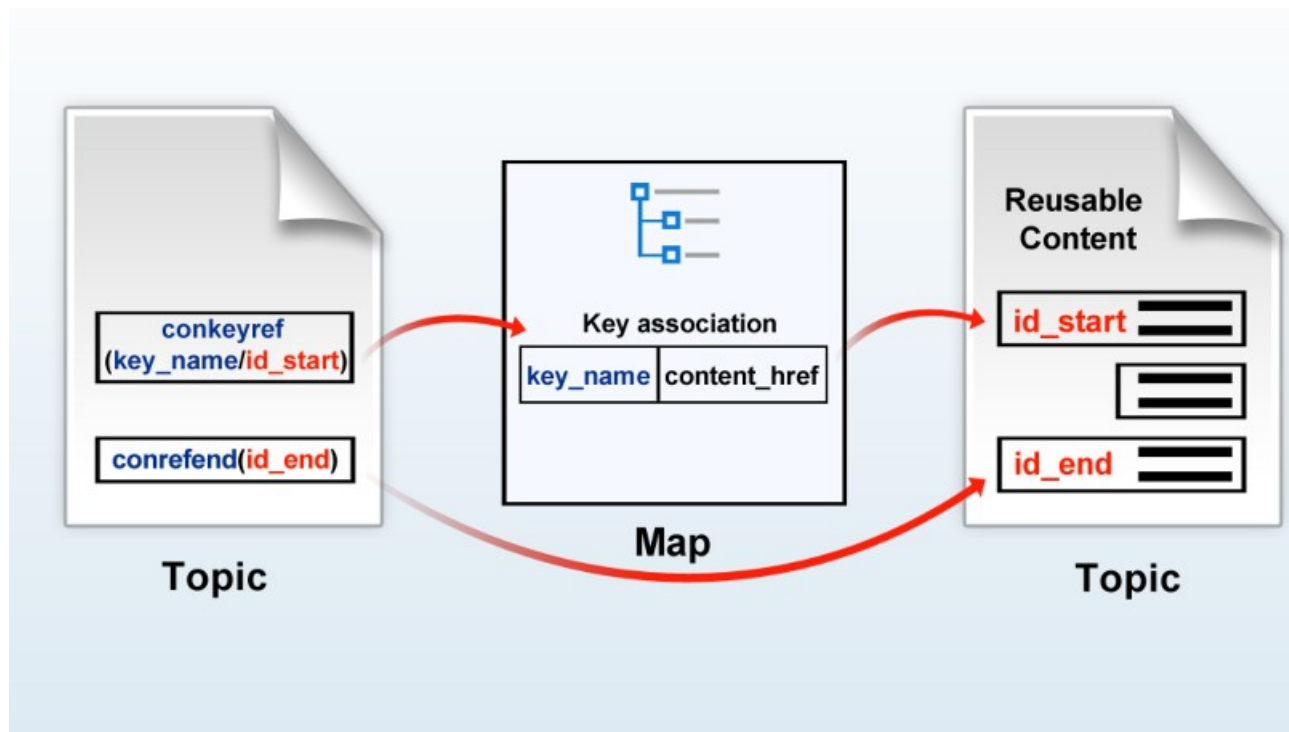 conkeyref
(key_name/id_start)
conrefend(id_end)
Topic
Key association
key_name content_href
Map
Reusable
Content
id_start
id_end
Topic